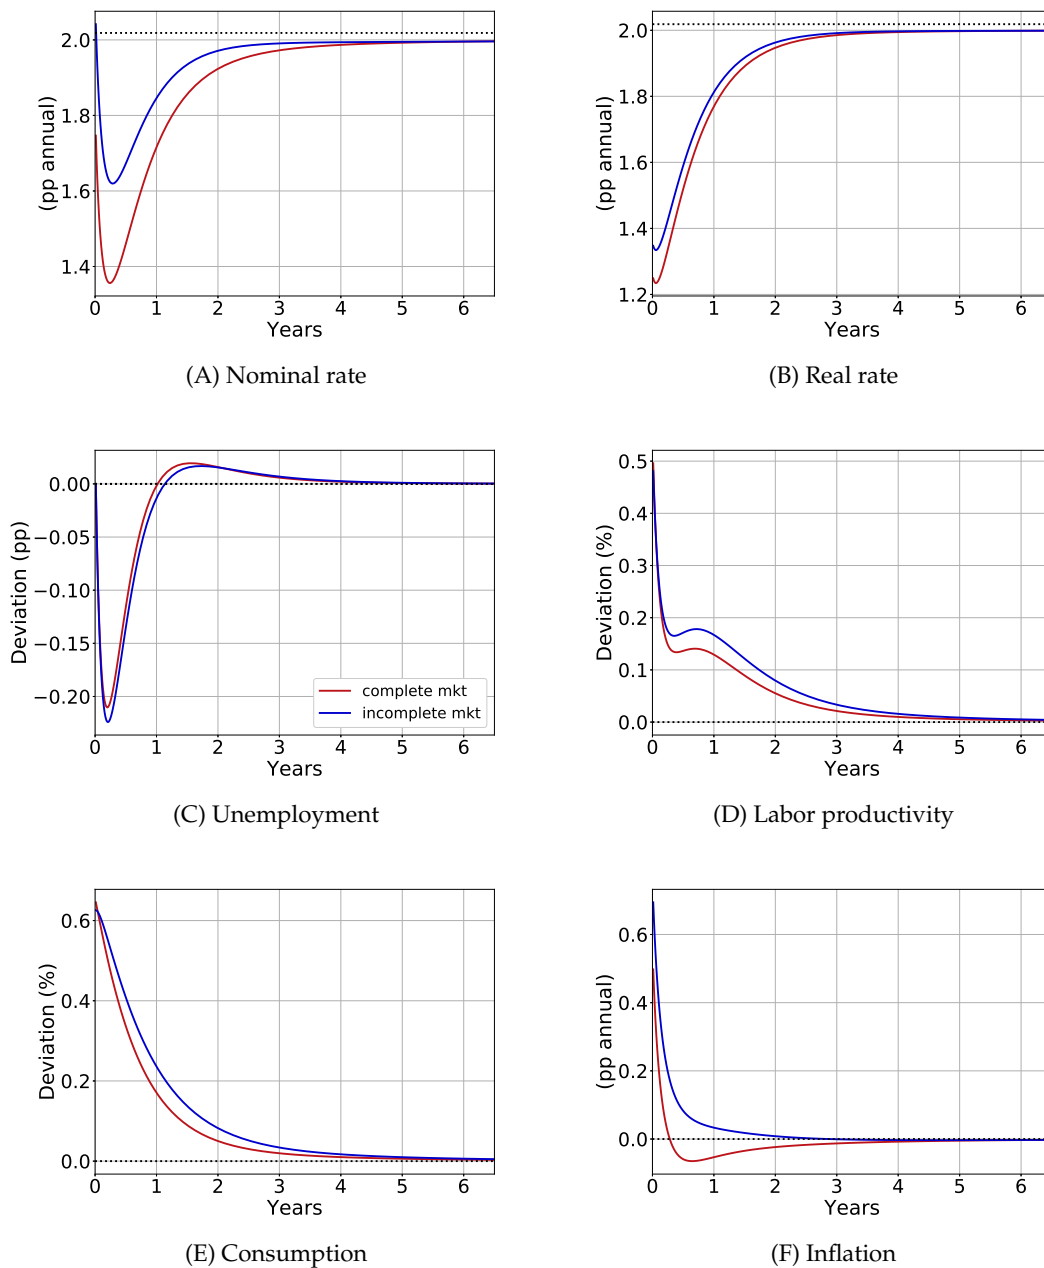 (pp annual)
2.0
1.8
1.6
1.4
0 1 2 3 4 5 6
Years
(A) Nominal rate
(pp annual)
2.0
1.8
1.6
1.4
1.2
0 1 2 3 4 5 6
Years
(B) Real rate
Deviation (pp)
0.00
−0.05
−0.10
−0.15
−0.20
complete mkt
incomplete mkt
0 1 2 3 4 5 6
Years
(C) Unemployment
Deviation (%)
0.5
0.4
0.3
0.2
0.1
0.0
0 1 2 3 4 5 6
Years
(D) Labor productivity
Deviation (%)
0.6
0.4
0.2
0.0
0 1 2 3 4 5 6
Years
(E) Consumption
(pp annual)
0.6
0.4
0.2
0.0
0 1 2 3 4 5 6
Years
(F) Inflation